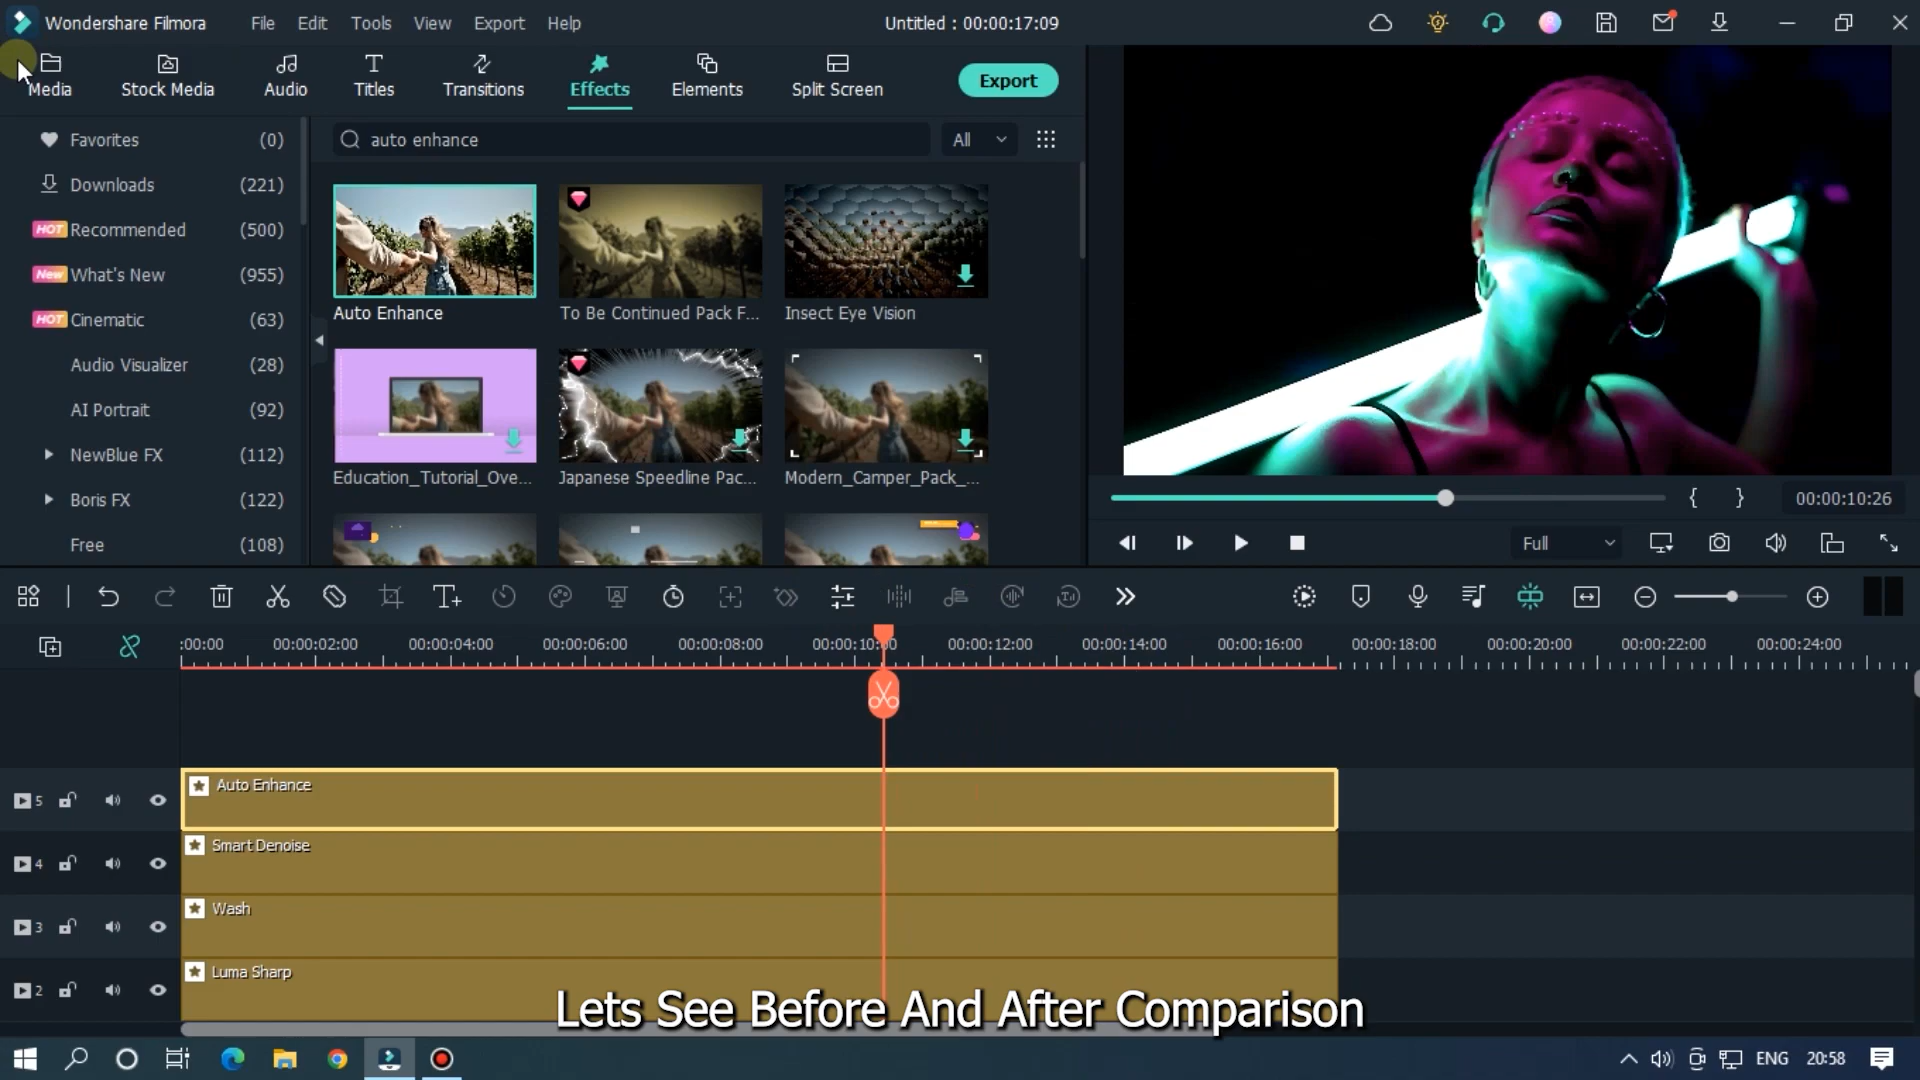 Wondershare Filmora
File Edit Tools View Export Help
Untitled : 00:00:17:09
Media Stock Media Audio Titles Transitions Effects Elements Split Screen
Export
Favorites (0)
Downloads (221)
HOT Recommended (500)
New What's New (955)
HOT Cinematic (63)
Audio Visualizer (28)
AI Portrait (92)
NewBlue FX (112)
Boris FX (122)
Free (108)
auto enhance
All
Auto Enhance
To Be Continued Pack F...
Insect Eye Vision
Education_Tutorial_Ove...
Japanese Speedline Pac...
Modern_Camper_Pack_...
{ }
00:00:10:26
Full
:00:00 00:00:02:00 00:00:04:00 00:00:06:00 00:00:08:00 00:00:10:00 00:00:12:00 00:00:14:00 00:00:16:00 00:00:18:00 00:00:20:00 00:00:22:00 00:00:24:00
5
Auto Enhance
4
Smart Denoise
3
Wash
2
Luma Sharp
Lets See Before And After Comparison
ENG 20:58